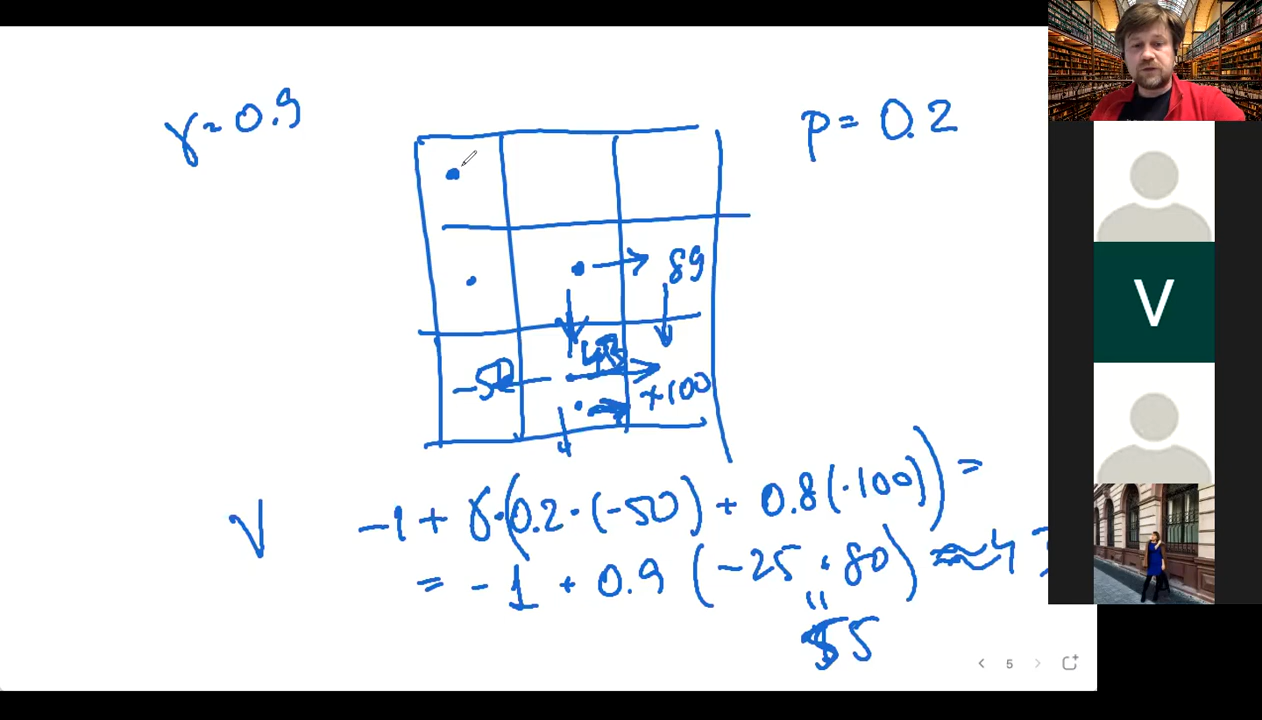 γ = 0.9
p = 0.2
89
-50
+100
V
-1 + γ·(0.2·(-50) + 0.8(·100)) =
= -1 + 0.9 (-25 + 80) ≈ 4
"
55
V
5